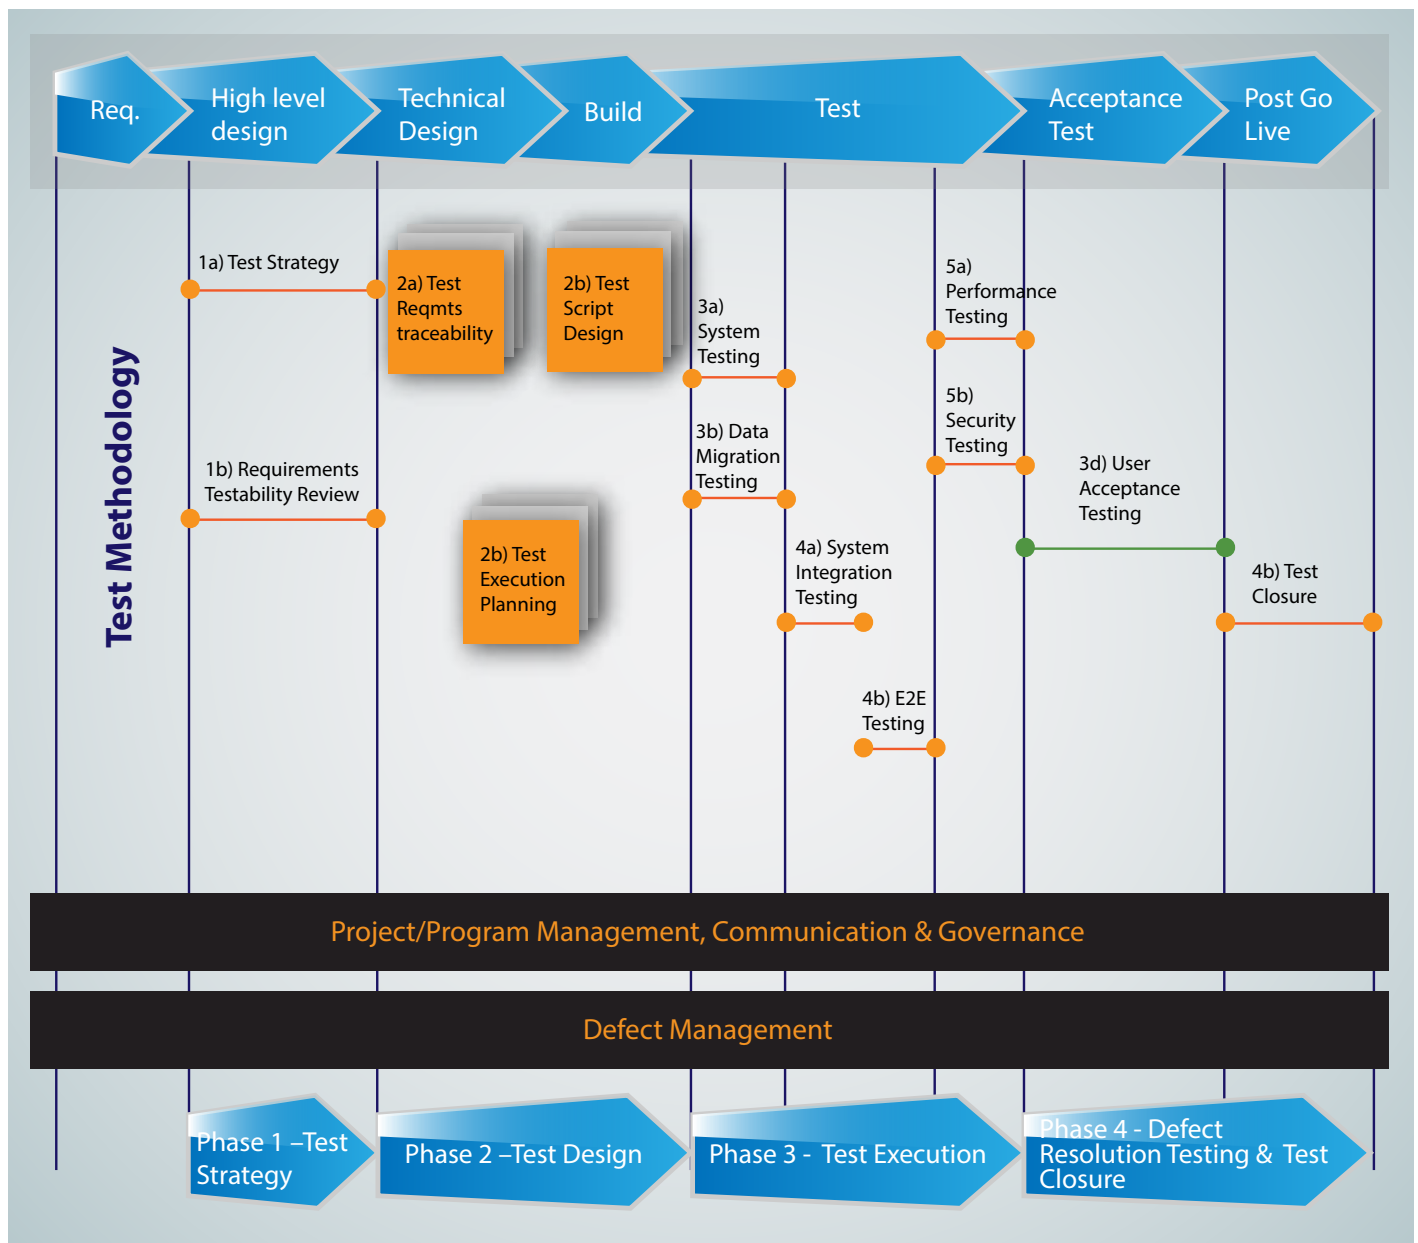 Req.
High level
design
Technical
Design
Build
Test
Acceptance
Test
Post Go
Live
Test Methodology
1a) Test Strategy
1b) Requirements
Testability Review
2a) Test
Reqmts
traceability
2b) Test
Script
Design
2b) Test
Execution
Planning
3a)
System
Testing
3b) Data
Migration
Testing
4a) System
Integration
Testing
4b) E2E
Testing
5a)
Performance
Testing
5b)
Security
Testing
3d) User
Acceptance
Testing
4b) Test
Closure
Project/Program Management, Communication & Governance
Defect Management
Phase 1 –Test
Strategy
Phase 2 –Test Design
Phase 3 - Test Execution
Phase 4 - Defect
Resolution Testing & Test
Closure